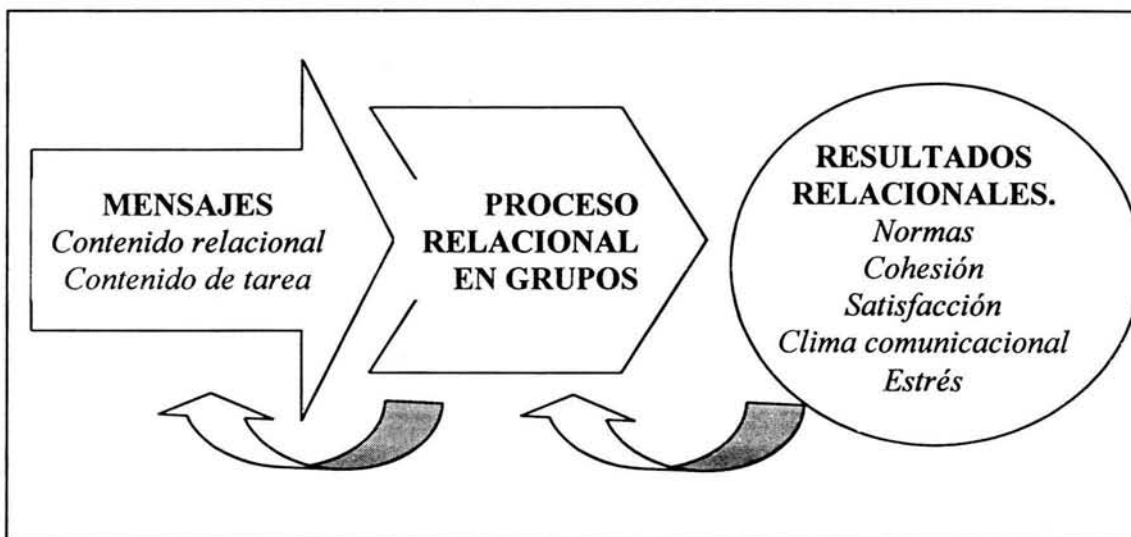 MENSAJES
Contenido relacional
Contenido de tarea
PROCESO
RELACIONAL
EN GRUPOS
RESULTADOS
RELACIONALES.
Normas
Cohesión
Satisfacción
Clima comunicacional
Estrés